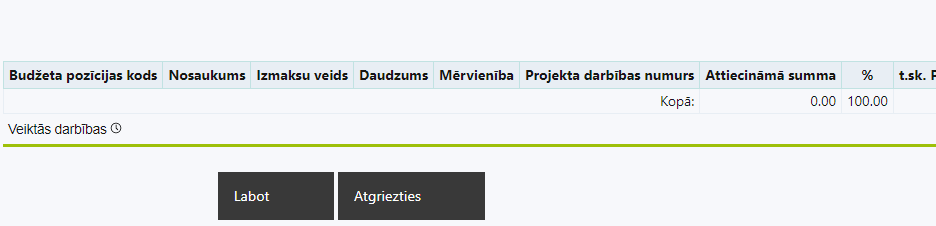 Budžeta pozīcijas kods Nosaukums Izmaksu veids Daudzums Mērvienība Projekta darbības numurs Attiecināmā summa % t.sk.
Kopā: 0.00 100.00
Veiktās darbības
Labot Atgriezties